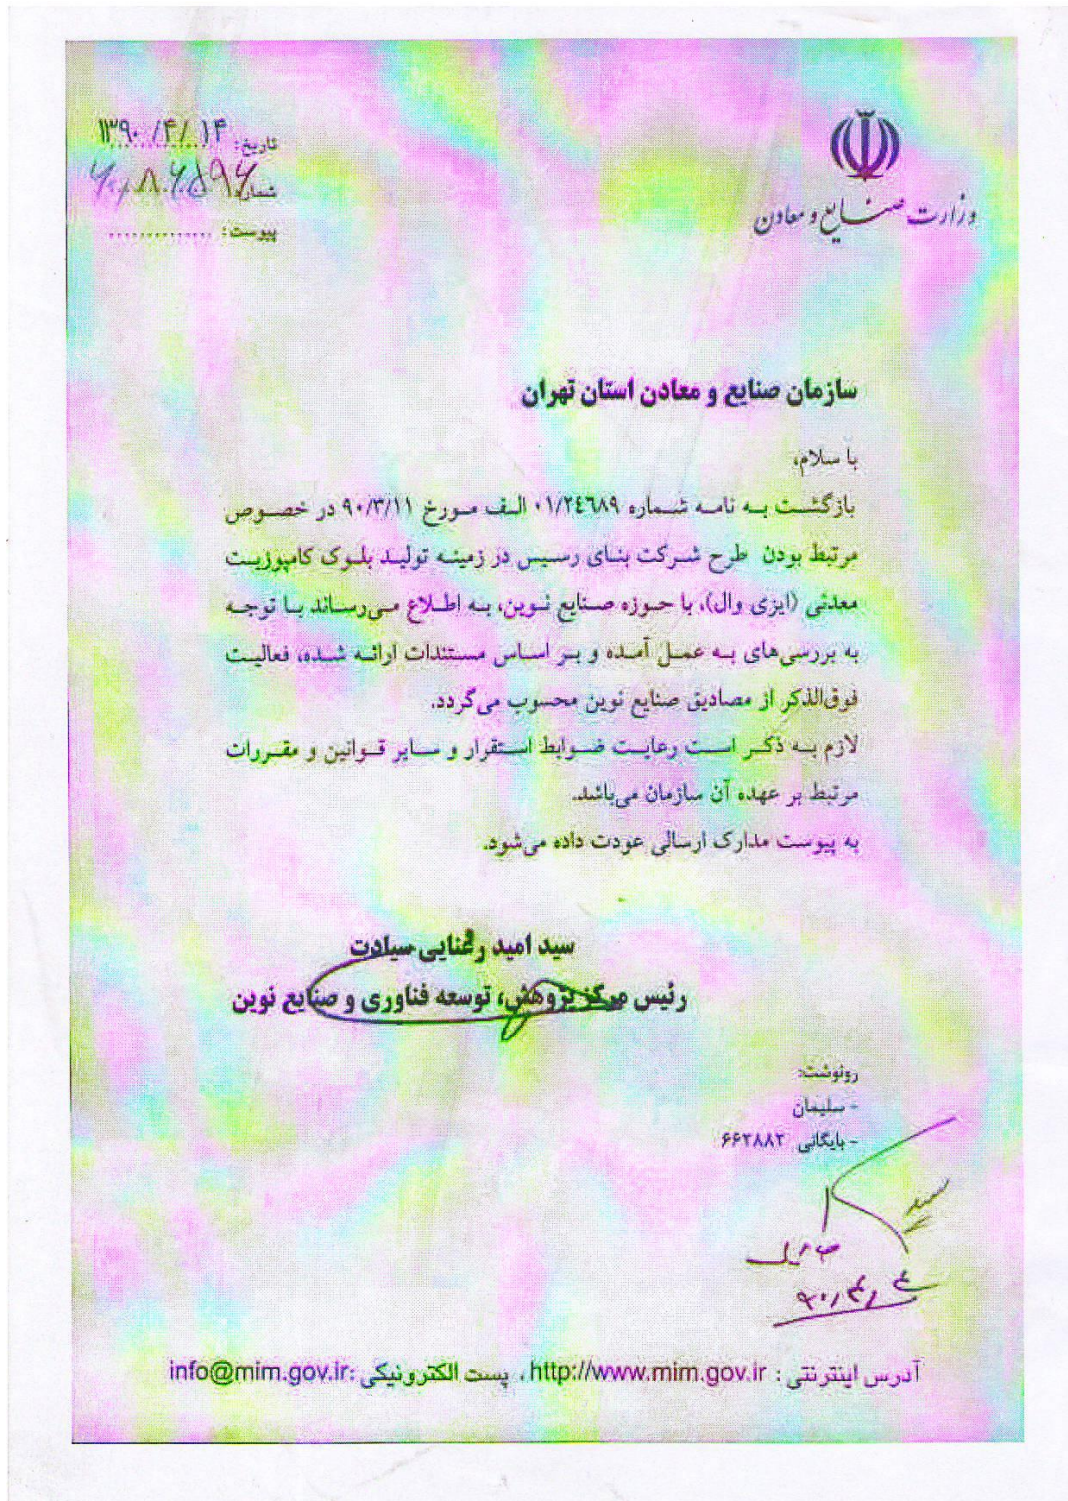 وزارت صنایع و معادن
تاریخ: ۱۳۹۰/۴/۱۴
شماره:
پیوست: ..............
سازمان صنایع و معادن استان تهران
با سلام،
بازگشت به نامه شماره ۰۱/۲٤٦۸۹ الف مورخ ۹۰/۳/۱۱ در خصوص
مرتبط بودن طرح شرکت بنای رسیس در زمینه تولید بلوک کامپوزیت
معدنی (ایزی وال)، با حوزه صنایع نوین، به اطلاع می‌رساند با توجه
به بررسی‌های به عمل آمده و بر اساس مستندات ارائه شده، فعالیت
فوق‌الذکر از مصادیق صنایع نوین محسوب می‌گردد.
لازم به ذکر است رعایت ضوابط استقرار و سایر قوانین و مقررات
مرتبط بر عهده آن سازمان می‌باشد.
به پیوست مدارک ارسالی عودت داده می‌شود.
سید امید رعنایی سیادت
رئیس مرکز پژوهش، توسعه فناوری و صنایع نوین
رونوشت:
- سلیمان
- بایگانی ۶۶۲۸۸۲
آدرس اینترنتی : http://www.mim.gov.ir ، پست الکترونیکی :info@mim.gov.ir